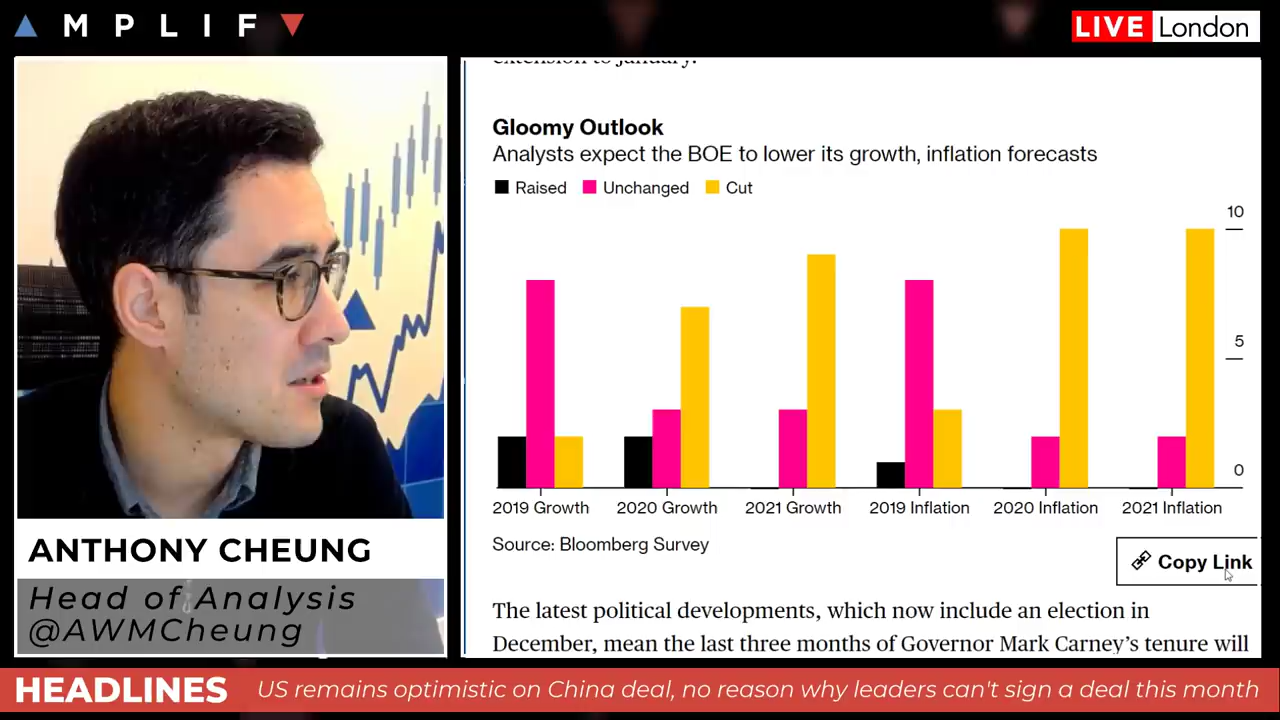 AMPLIFY
LIVE London
extension to January.
Gloomy Outlook
Analysts expect the BOE to lower its growth, inflation forecasts
Raised Unchanged Cut
10
5
0
2019 Growth 2020 Growth 2021 Growth 2019 Inflation 2020 Inflation 2021 Inflation
Source: Bloomberg Survey
Copy Link
The latest political developments, which now include an election in
December, mean the last three months of Governor Mark Carney’s tenure will
ANTHONY CHEUNG
Head of Analysis
@AWMCheung
HEADLINES US remains optimistic on China deal, no reason why leaders can't sign a deal this month